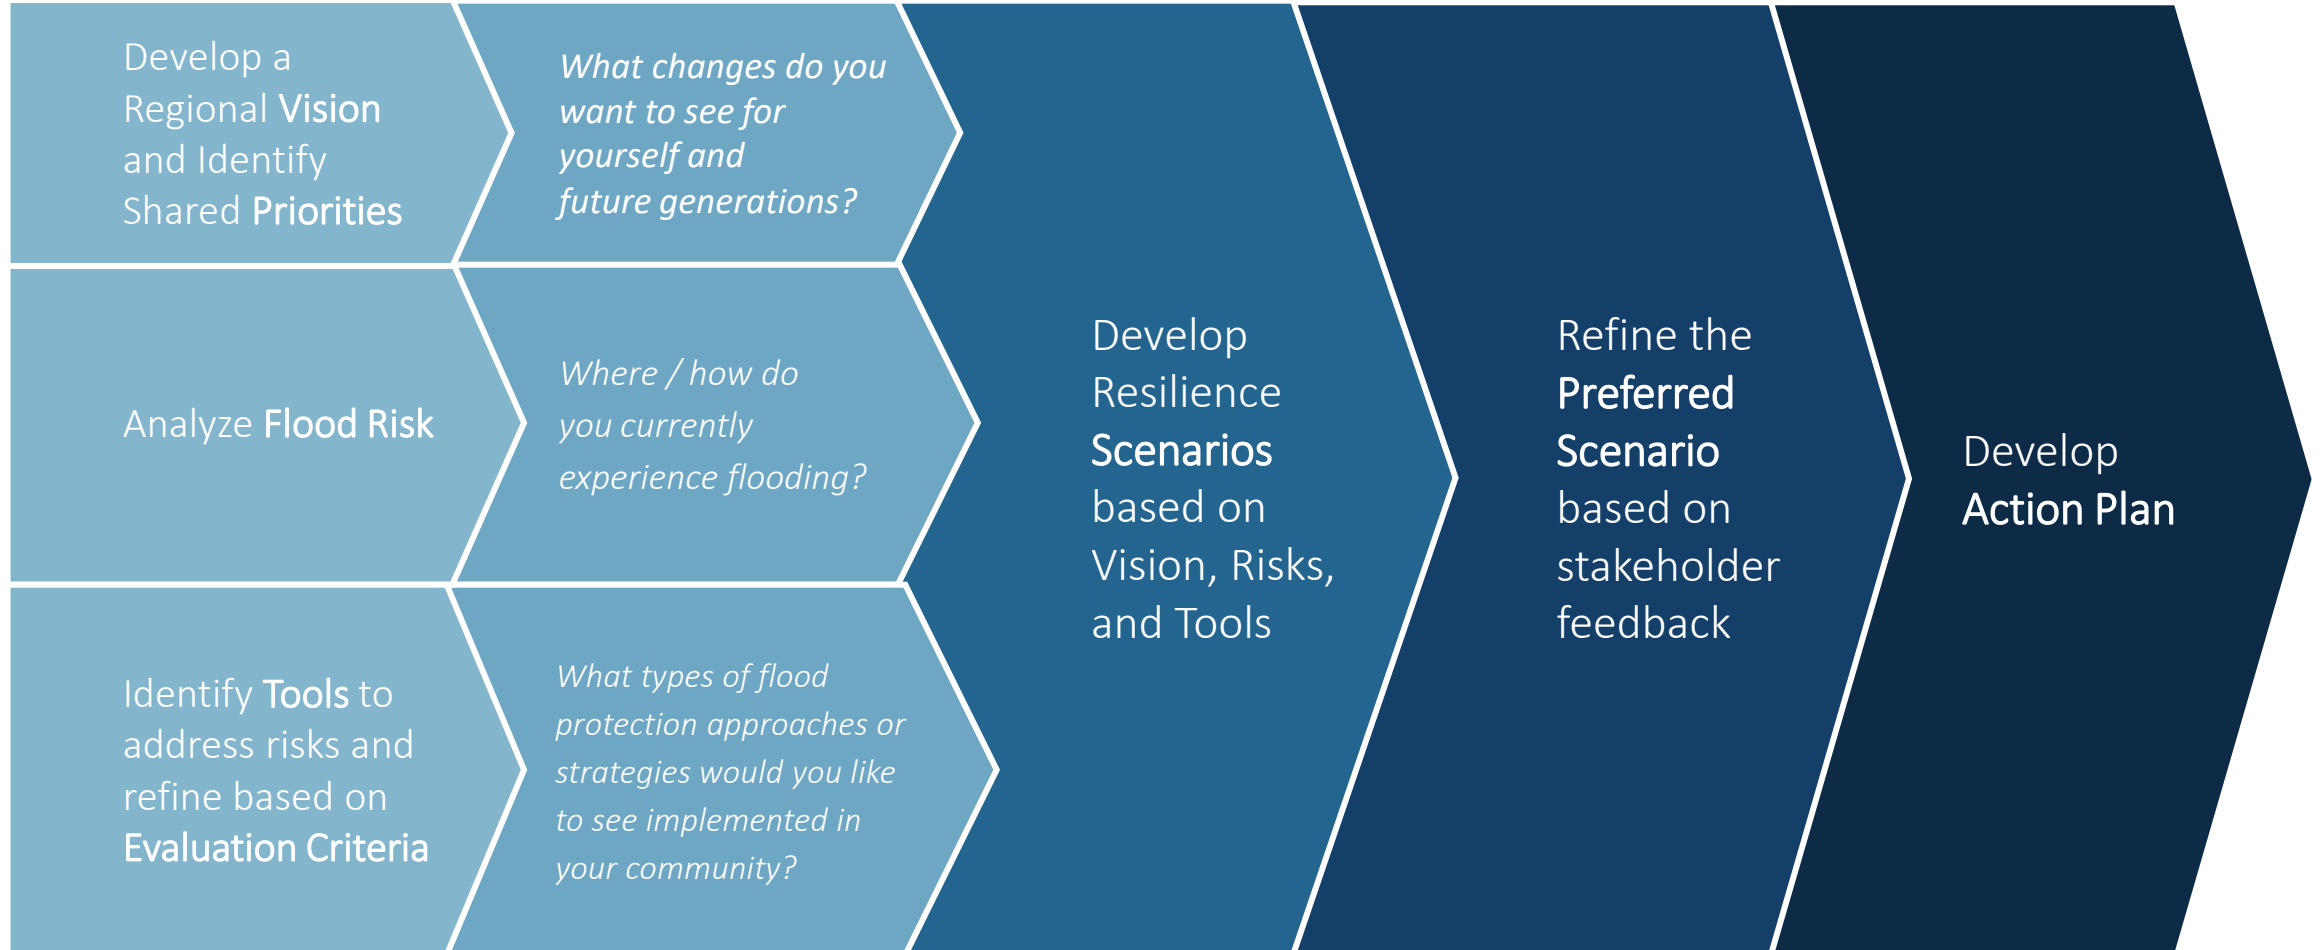 Develop a
Regional Vision
and Identify
Shared Priorities
What changes do you
want to see for
yourself and
future generations?
Analyze Flood Risk
Where / how do
you currently
experience flooding?
Identify Tools to
address risks and
refine based on
Evaluation Criteria
What types of flood
protection approaches or
strategies would you like
to see implemented in
your community?
Develop
Resilience
Scenarios
based on
Vision, Risks,
and Tools
Refine the
Preferred
Scenario
based on
stakeholder
feedback
Develop
Action Plan